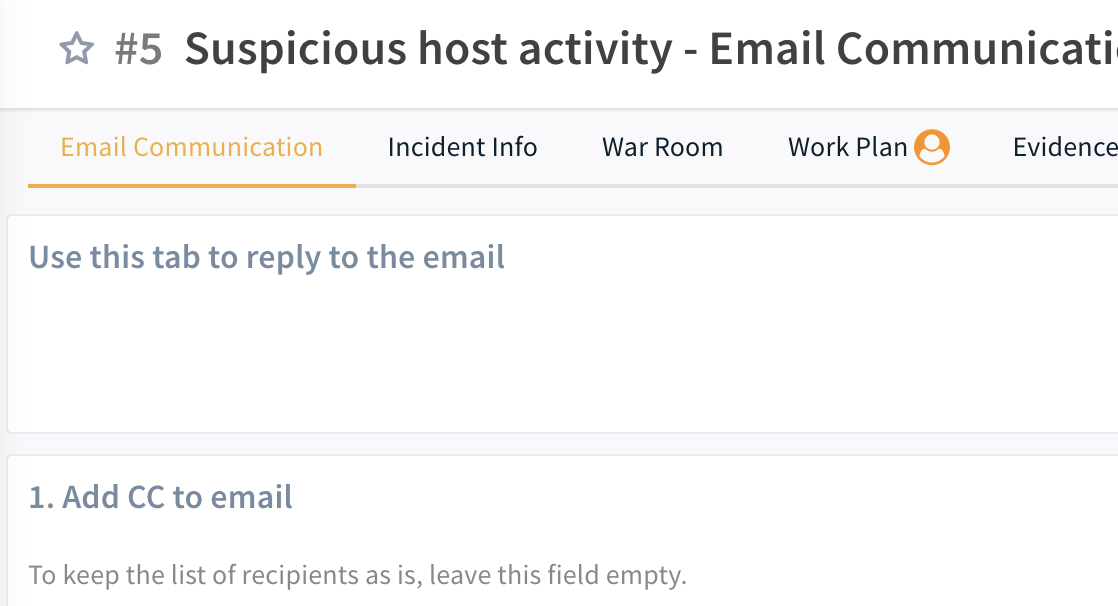 #5 Suspicious host activity - Email
Email Communication Incident Info War Room Work Plan Evidence
Use this tab to reply to the email
1. Add CC to email
To keep the list of recipients as is, leave this field empty.